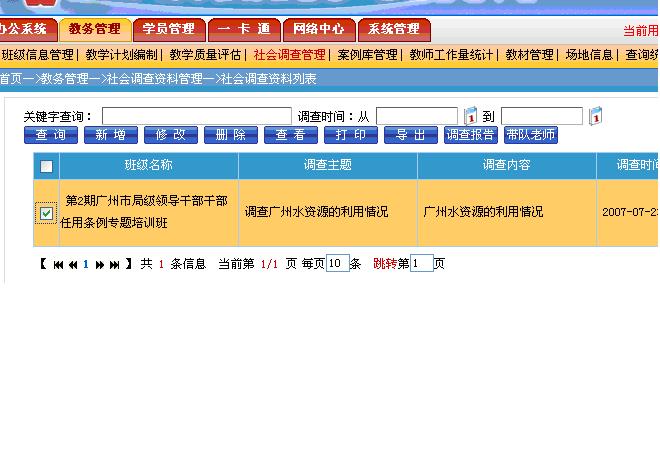 办公系统 教务管理 学员管理 一 卡 通 网络中心 系统管理 当前用
班级信息管理| 教学计划编制| 教学质量评估| 社会调查管理| 案例库管理| 教师工作量统计| 教材管理| 场地信息| 查询统
首页—>教务管理—>社会调查资料管理—>社会调查资料列表
关键字查询： 调查时间：从 1 到 1
查 询 新 增 修 改 删 除 查 看 打 印 导 出 调查报告 带队老师
班级名称 调查主题 调查内容 调查时间
第2期广州市局级领导干部干部 调查广州水资源的利用情况 广州水资源的利用情况 2007-07-2
任用条例专题培训班
【 1 】 共 1 条信息 当前第 1/1 页 每页 10 条 跳转第 1 页